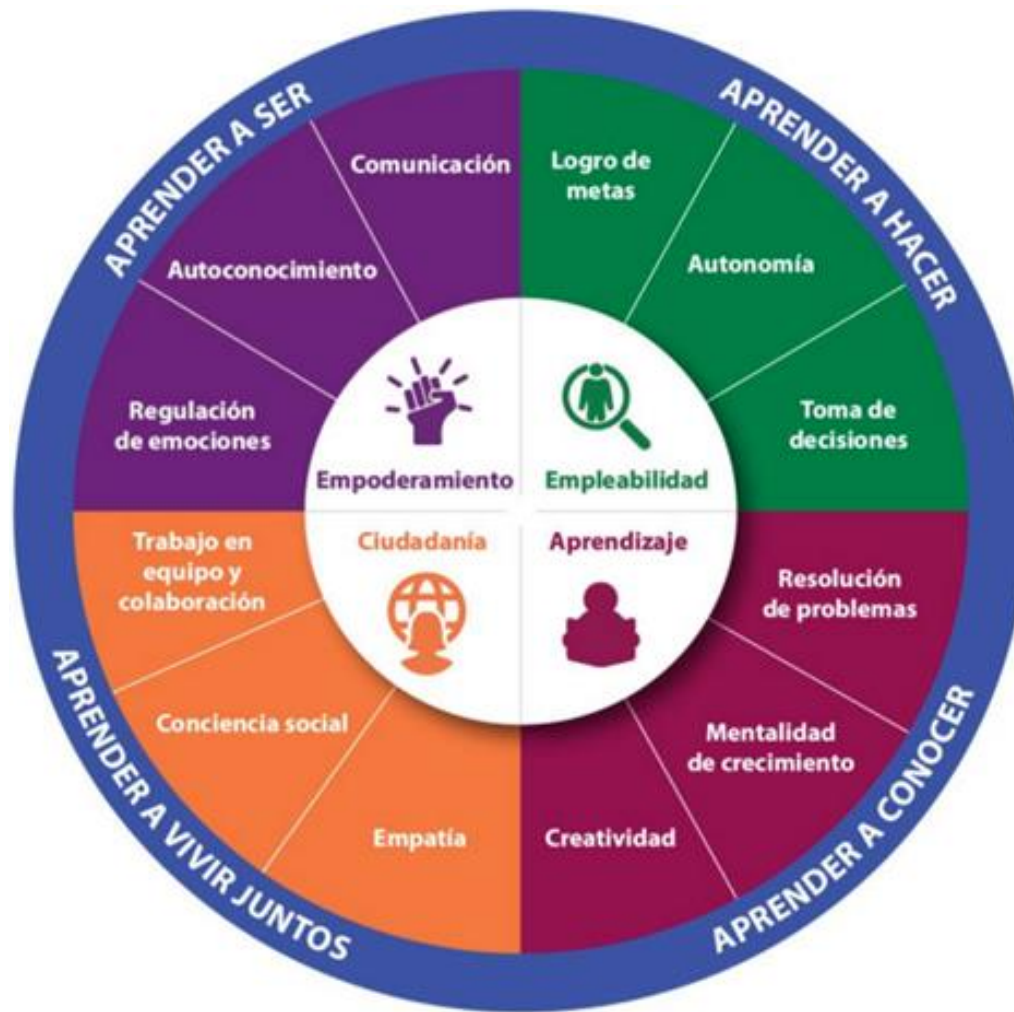 APRENDER A SER
Comunicación
Autoconocimiento
Regulación
de emociones
Empoderamiento
APRENDER A HACER
Logro de
metas
Autonomía
Toma de
decisiones
Empleabilidad
Ciudadanía
Trabajo en
equipo y
colaboración
Conciencia social
Empatía
APRENDER A VIVIR JUNTOS
Aprendizaje
Resolución
de problemas
Mentalidad
de crecimiento
Creatividad
APRENDER A CONOCER